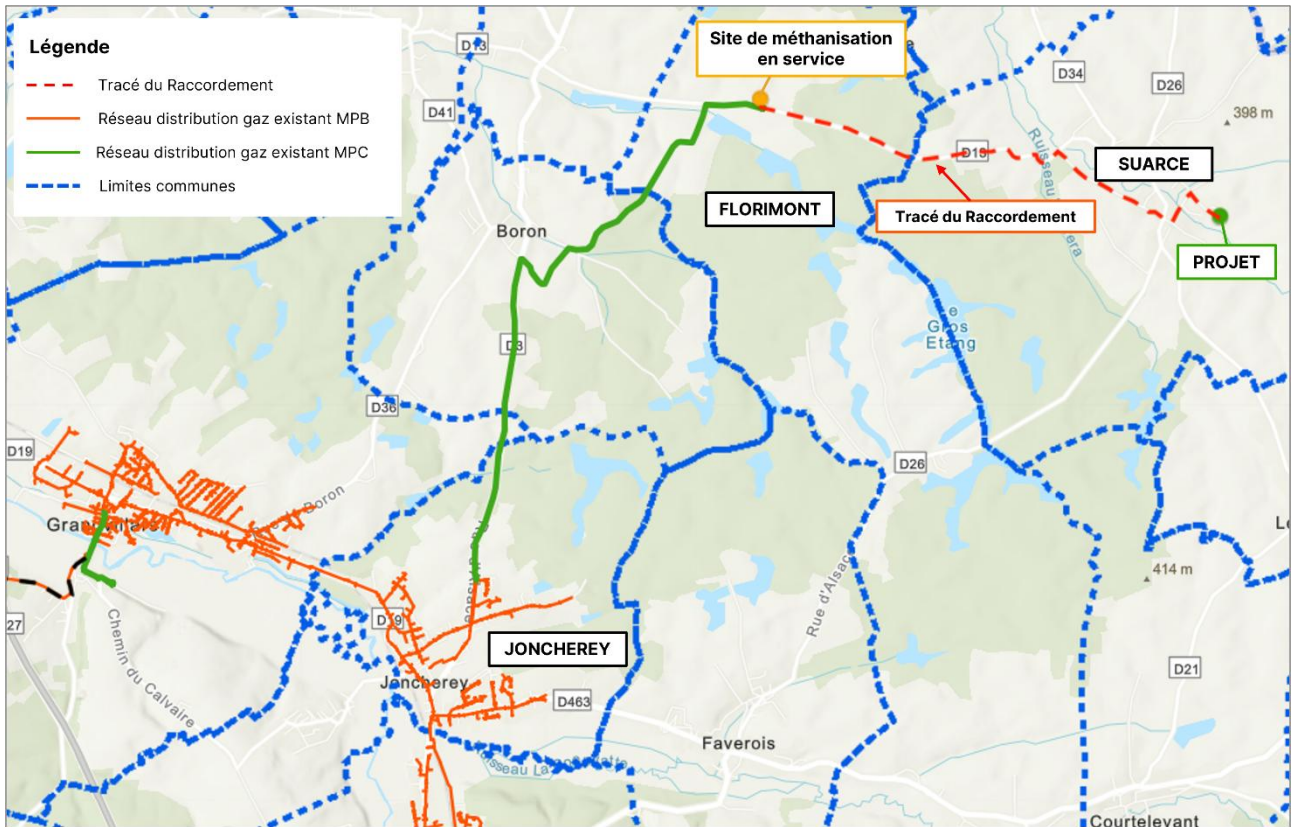 Légende
Tracé du Raccordement
Réseau distribution gaz existant MPB
Réseau distribution gaz existant MPC
Limites communes
D13
Site de méthanisation
en service
D34
D26
D41
398 m
D13
SUARCE
FLORIMONT
Tracé du Raccordement
Boron
PROJET
Gros
Etang
D3
D36
D19
D26
414 m
Rue d'Alsace
27
Chemin du Calvaire
JONCHEREY
Joncherey
D463
D21
Faverois
Courtelevant